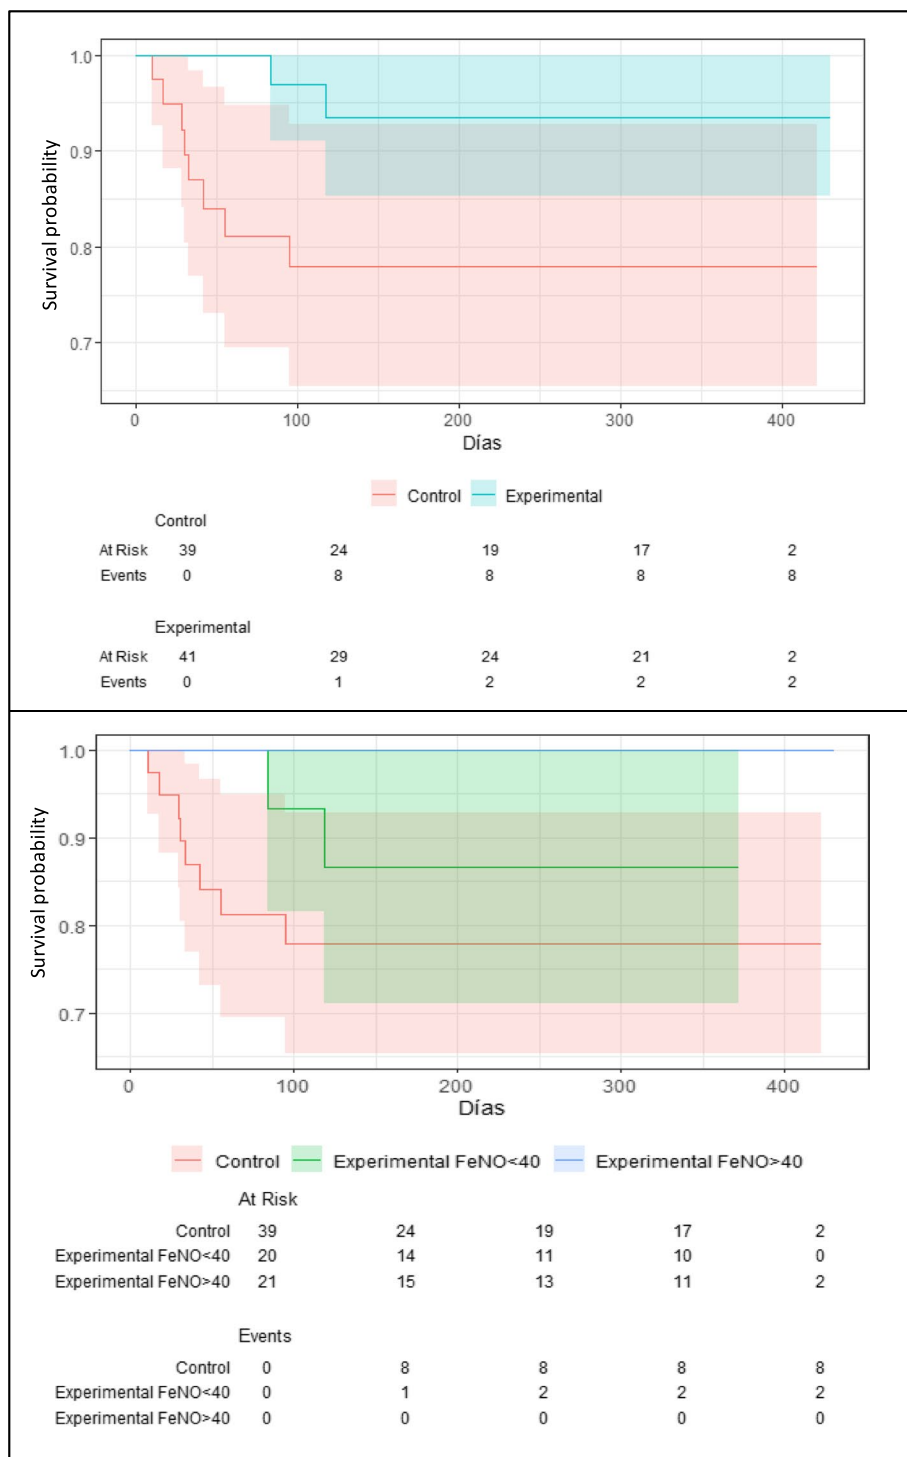 Survival probability
1.0
0.9
0.8
0.7
0 100 200 300 400
Días
Control Experimental
Control
At Risk 39 24 19 17 2
Events 0 8 8 8 8
Experimental
At Risk 41 29 24 21 2
Events 0 1 2 2 2
Survival probability
1.0
0.9
0.8
0.7
0 100 200 300 400
Días
Control Experimental FeNO<40 Experimental FeNO>40
At Risk
Control 39 24 19 17 2
Experimental FeNO<40 20 14 11 10 0
Experimental FeNO>40 21 15 13 11 2
Events
Control 0 8 8 8 8
Experimental FeNO<40 0 1 2 2 2
Experimental FeNO>40 0 0 0 0 0